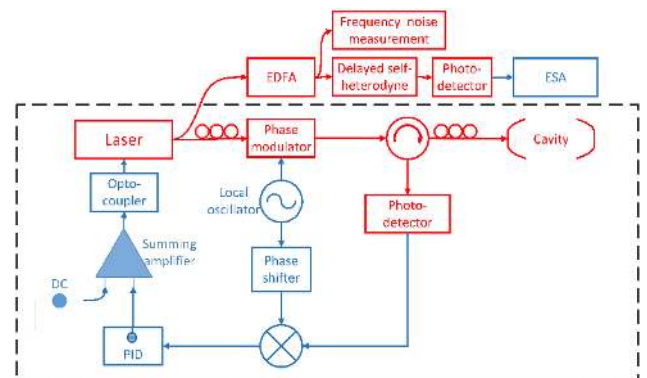 Frequency noise
measurement
EDFA
Delayed self-
heterodyne
Photo-
detector
ESA
Laser
Phase
modulator
Cavity
Opto-
coupler
Local
oscillator
Photo-
detector
Summing
amplifier
Phase
shifter
DC
PID